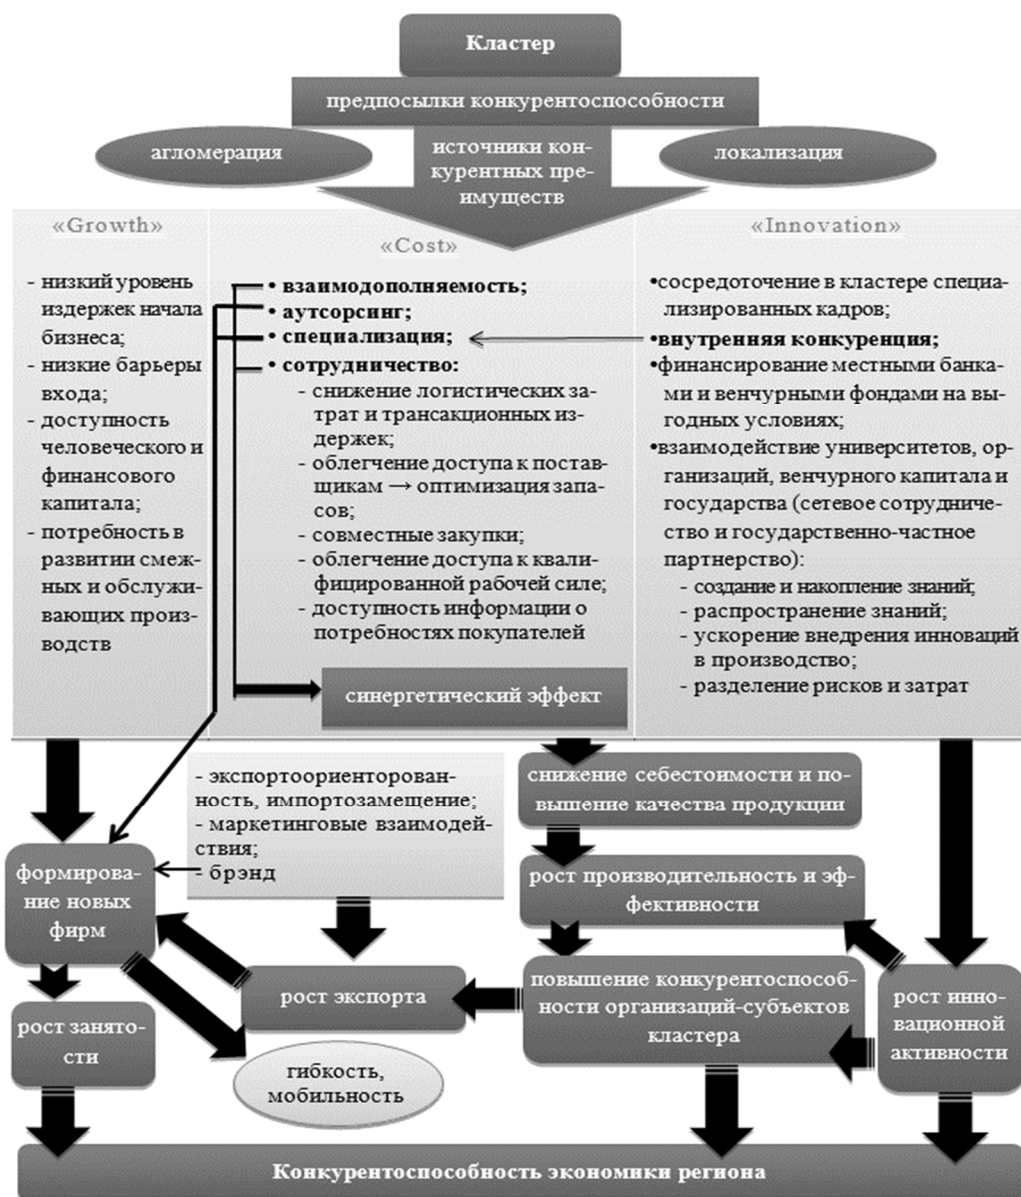 Кластер
предпосылки конкурентоспособности
агломерация
источники кон-
курентных пре-
имуществ
локализация
«Growth»
- низкий уровень
издержек начала
бизнеса;
- низкие барьеры
входа;
- доступность
человеческого и
финансового
капитала;
- потребность в
развитии смеж-
ных и обслужи-
вающих произ-
водств
«Cost»
• взаимодополняемость;
• аутсорсинг;
• специализация;
• сотрудничество:
- снижение логистических за-
трат и трансакционных из-
держек;
- облегчение доступа к постав-
щикам → оптимизация запа-
сов;
- совместные закупки;
- облегчение доступа к квали-
фицированной рабочей силе;
- доступность информации о
потребностях покупателей
синергетический эффект
«Innovation»
•сосредоточение в кластере специа-
лизированных кадров;
•внутренняя конкуренция;
•финансирование местными банка-
ми и венчурными фондами на вы-
годных условиях;
•взаимодействие университетов, ор-
ганизаций, венчурного капитала и
государства (сетевое сотрудниче-
ство и государственно-частное
партнерство):
- создание и накопление знаний;
- распространение знаний;
- ускорение внедрения инноваций
в производство;
- разделение рисков и затрат
- экспортоориенторован-
ность, импортозамещение;
- маркетинговые взаимодей-
ствия;
- брэнд
снижение себестоимости и по-
вышение качества продукции
формирова-
ние новых
фирм
рост производительность и эф-
фективности
рост экспорта
повышение конкурентоспособ-
ности организаций-субъектов
кластера
рост инно-
вационной
активности
рост занято-
сти
гибкость,
мобильность
Конкурентоспособность экономики региона